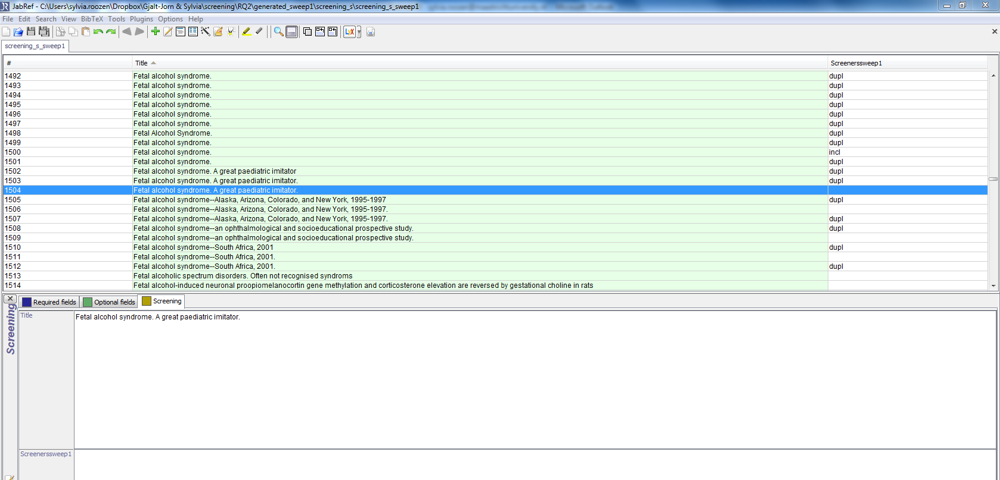 JabRef - C:\Users\sylvia.roozen\Dropbox\Gjalt-Jorn & Sylvia\screening\RQ2\generated_sweep1\screening_s\screening_s_sweep1
File Edit Search View BibTeX Tools Plugins Options Help
screening_s_sweep1
# Title Screenerssweep1
1492 Fetal alcohol syndrome. dupl
1493 Fetal alcohol syndrome. dupl
1494 Fetal alcohol syndrome. dupl
1495 Fetal alcohol syndrome. dupl
1496 Fetal alcohol syndrome. dupl
1497 Fetal alcohol syndrome. dupl
1498 Fetal Alcohol Syndrome. dupl
1499 Fetal alcohol syndrome. dupl
1500 Fetal alcohol syndrome. incl
1501 Fetal alcohol syndrome. dupl
1502 Fetal alcohol syndrome. A great paediatric imitator dupl
1503 Fetal alcohol syndrome. A great paediatric imitator. dupl
1504 Fetal alcohol syndrome. A great paediatric imitator.
1505 Fetal alcohol syndrome--Alaska, Arizona, Colorado, and New York, 1995-1997 dupl
1506 Fetal alcohol syndrome--Alaska, Arizona, Colorado, and New York, 1995-1997.
1507 Fetal alcohol syndrome--Alaska, Arizona, Colorado, and New York, 1995-1997. dupl
1508 Fetal alcohol syndrome--an ophthalmological and socioeducational prospective study. dupl
1509 Fetal alcohol syndrome--an ophthalmological and socioeducational prospective study.
1510 Fetal alcohol syndrome--South Africa, 2001 dupl
1511 Fetal alcohol syndrome--South Africa, 2001.
1512 Fetal alcohol syndrome--South Africa, 2001. dupl
1513 Fetal alcoholic spectrum disorders. Often not recognised syndroms
1514 Fetal alcohol-induced neuronal proopiomelanocortin gene methylation and corticosterone elevation are reversed by gestational choline in rats
Required fields Optional fields Screening
Screening
Title Fetal alcohol syndrome. A great paediatric imitator.
Screenerssweep1